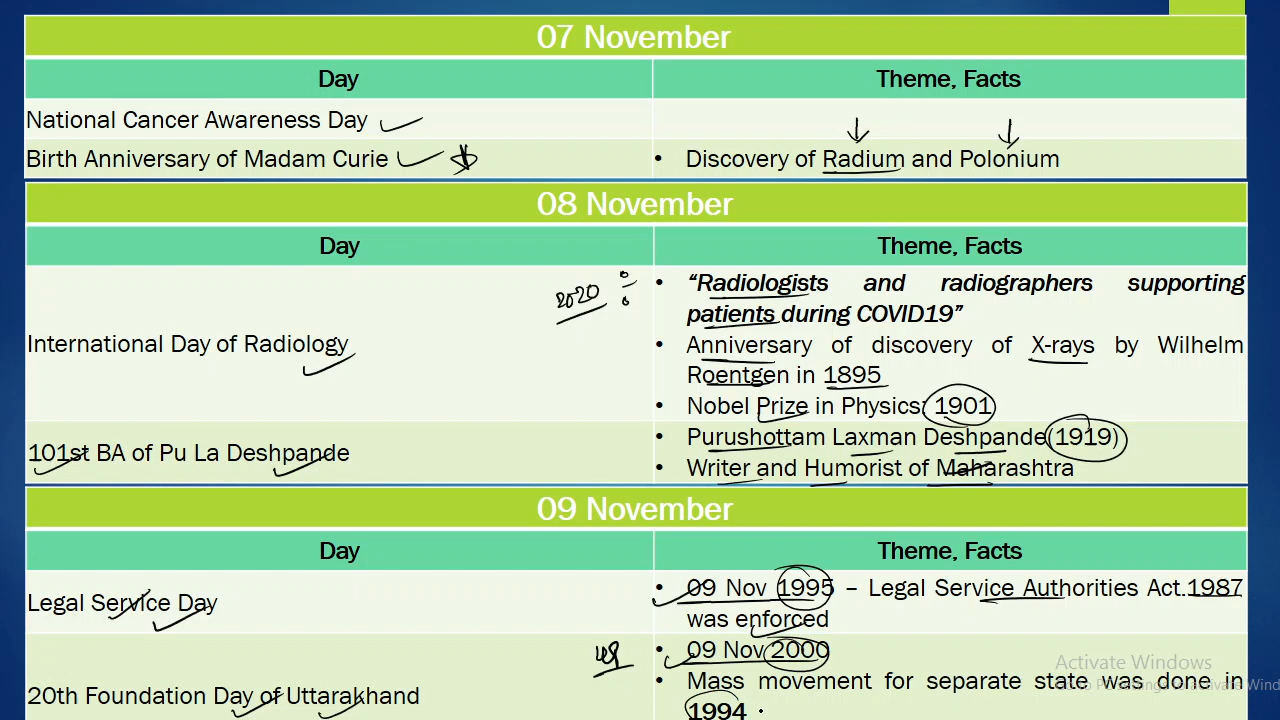 07 November
Day
Theme, Facts
National Cancer Awareness Day
Birth Anniversary of Madam Curie
• Discovery of Radium and Polonium
08 November
Day
Theme, Facts
2020
International Day of Radiology
• “Radiologists and radiographers supporting
patients during COVID19”
• Anniversary of discovery of X-rays by Wilhelm
Roentgen in 1895
• Nobel Prize in Physics: 1901
101st BA of Pu La Deshpande
• Purushottam Laxman Deshpande(1919)
• Writer and Humorist of Maharashtra
09 November
Day
Theme, Facts
Legal Service Day
• 09 Nov 1995 – Legal Service Authorities Act.1987
was enforced
20th Foundation Day of Uttarakhand
• 09 Nov 2000
• Mass movement for separate state was done in
1994
Activate Windows